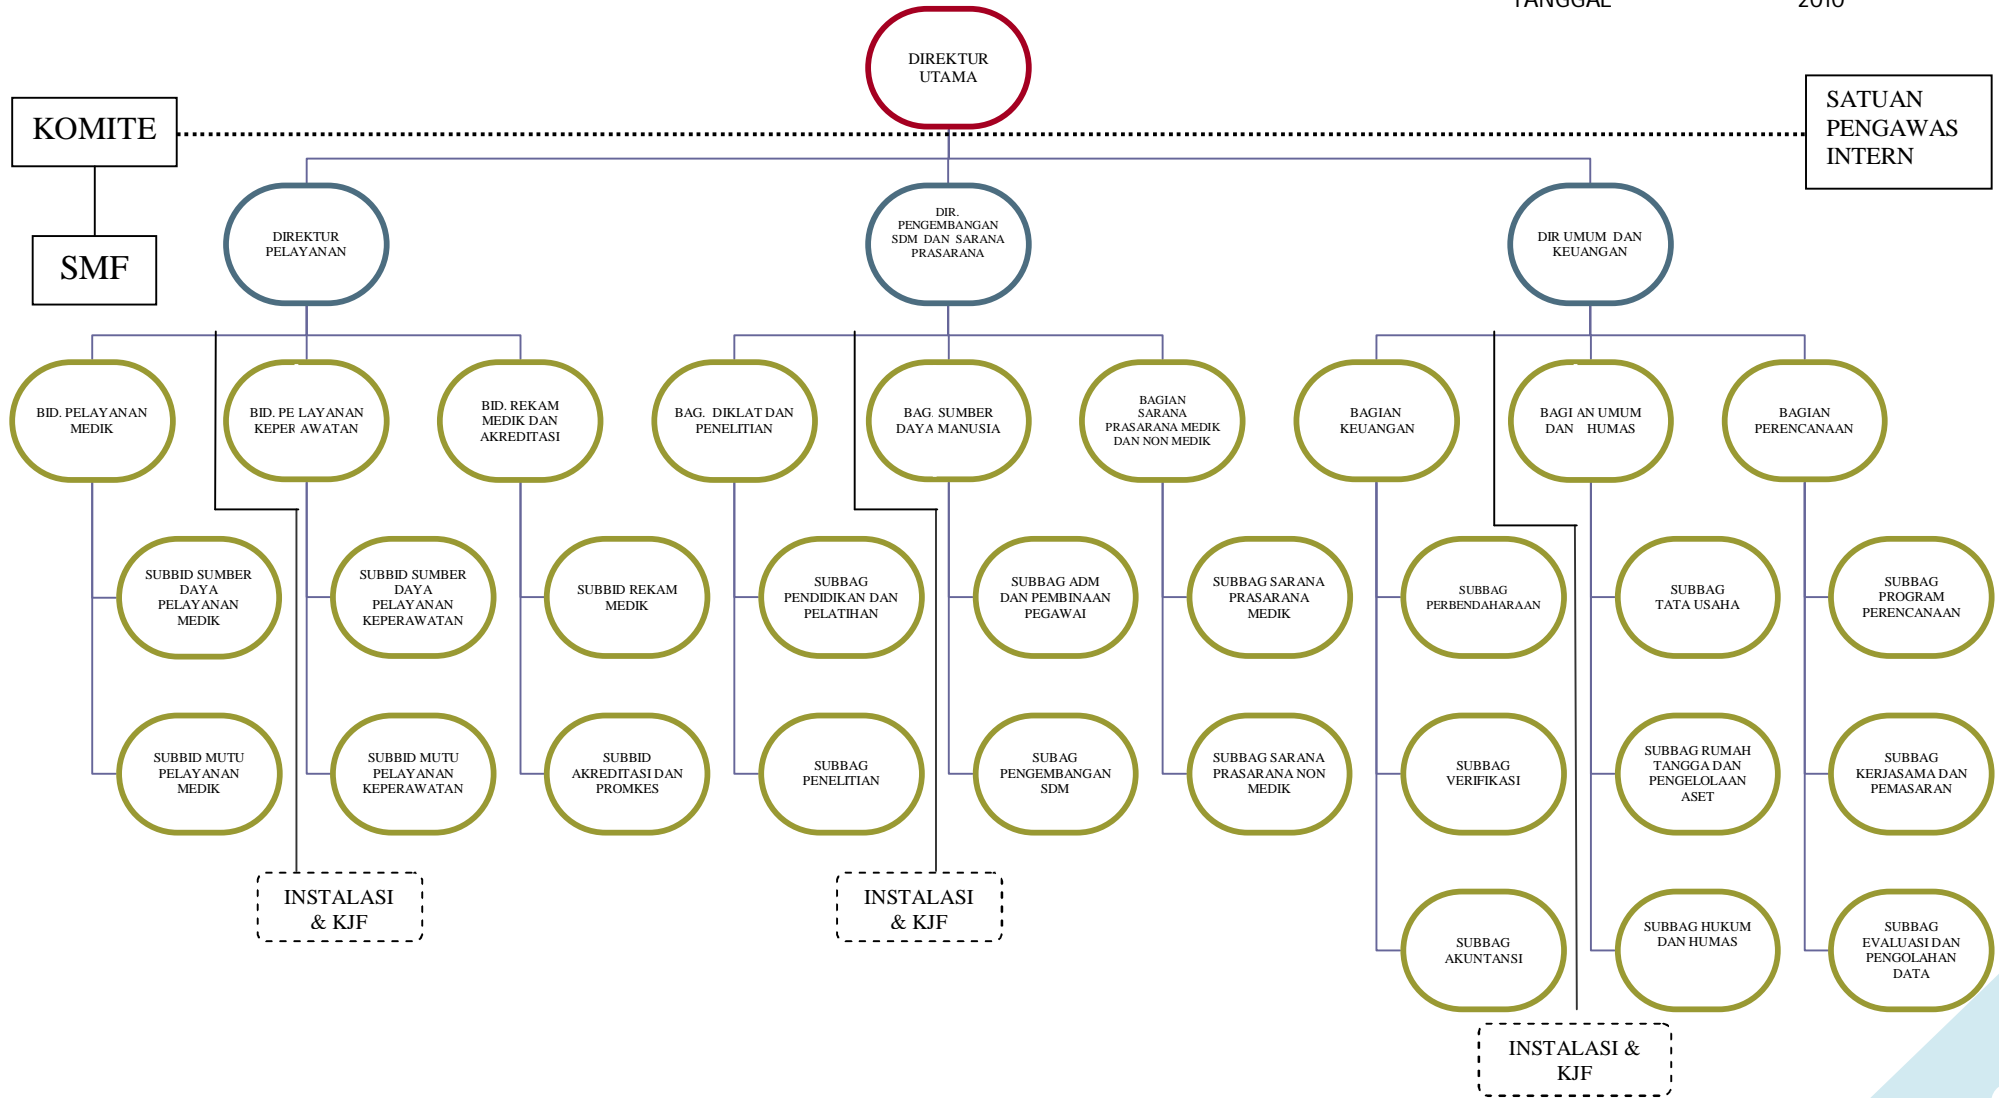 TANGGAL 2010
DIREKTUR
UTAMA
KOMITE
SATUAN
PENGAWAS
INTERN
SMF
DIREKTUR
PELAYANAN
DIR.
PENGEMBANGAN
SDM DAN SARANA
PRASARANA
DIR UMUM DAN
KEUANGAN
BID. PELAYANAN
MEDIK
BID. PE LAYANAN
KEPER AWATAN
BID. REKAM
MEDIK DAN
AKREDITASI
BAG. DIKLAT DAN
PENELITIAN
BAG. SUMBER
DAYA MANUSIA
BAGIAN
SARANA
PRASARANA MEDIK
DAN NON MEDIK
BAGIAN
KEUANGAN
BAGI AN UMUM
DAN HUMAS
BAGIAN
PERENCANAAN
SUBBID SUMBER
DAYA
PELAYANAN
MEDIK
SUBBID SUMBER
DAYA
PELAYANAN
KEPERAWATAN
SUBBID REKAM
MEDIK
SUBBAG
PENDIDIKAN DAN
PELATIHAN
SUBBAG ADM
DAN PEMBINAAN
PEGAWAI
SUBBAG SARANA
PRASARANA
MEDIK
SUBBAG
PERBENDAHARAAN
SUBBAG
TATA USAHA
SUBBAG
PROGRAM
PERENCANAAN
SUBBID MUTU
PELAYANAN
MEDIK
SUBBID MUTU
PELAYANAN
KEPERAWATAN
SUBBID
AKREDITASI DAN
PROMKES
SUBBAG
PENELITIAN
SUBAG
PENGEMBANGAN
SDM
SUBBAG SARANA
PRASARANA NON
MEDIK
SUBBAG
VERIFIKASI
SUBBAG RUMAH
TANGGA DAN
PENGELOLAAN
ASET
SUBBAG
KERJASAMA DAN
PEMASARAN
INSTALASI
& KJF
INSTALASI
& KJF
SUBBAG
AKUNTANSI
SUBBAG HUKUM
DAN HUMAS
SUBBAG
EVALUASI DAN
PENGOLAHAN
DATA
INSTALASI &
KJF